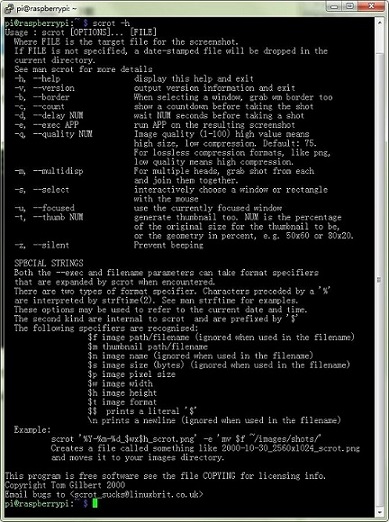 pi@raspberrypi: ~
pi@raspberrypi:~ $ scrot -h
Usage : scrot [OPTIONS]... [FILE]
Where FILE is the target file for the screenshot.
If FILE is not specified, a date-stamped file will be dropped in the
current directory.
See man scrot for more details
-h, --help display this help and exit
-v, --version output version information and exit
-b, --border When selecting a window, grab wm border too
-c, --count show a countdown before taking the shot
-d, --delay NUM wait NUM seconds before taking a shot
-e, --exec APP run APP on the resulting screenshot
-q, --quality NUM Image quality (1-100) high value means
high size, low compression. Default: 75.
For lossless compression formats, like png,
low quality means high compression.
-m, --multidisp For multiple heads, grab shot from each
and join them together.
-s, --select interactively choose a window or rectangle
with the mouse
-u, --focused use the currently focused window
-t, --thumb NUM generate thumbnail too. NUM is the percentage
of the original size for the thumbnail to be,
or the geometry in percent, e.g. 50x60 or 80x20.
-z, --silent Prevent beeping
SPECIAL STRINGS
Both the --exec and filename parameters can take format specifiers
that are expanded by scrot when encountered.
There are two types of format specifier. Characters preceded by a '%'
are interpreted by strftime(2). See man strftime for examples.
These options may be used to refer to the current date and time.
The second kind are internal to scrot and are prefixed by '$'
The following specifiers are recognised:
$f image path/filename (ignored when used in the filename)
$m thumbnail path/filename
$n image name (ignored when used in the filename)
$s image size (bytes) (ignored when used in the filename)
$p image pixel size
$w image width
$h image height
$t image format
$$ prints a literal '$'
\n prints a newline (ignored when used in the filename)
Example:
scrot '%Y-%m-%d_$wx$h_scrot.png' -e 'mv $f ~/images/shots/'
Creates a file called something like 2000-10-30_2560x1024_scrot.png
and moves it to your images directory.
This program is free software see the file COPYING for licensing info.
Copyright Tom Gilbert 2000
Email bugs to <scrot_sucks@linuxbrit.co.uk>
pi@raspberrypi:~ $